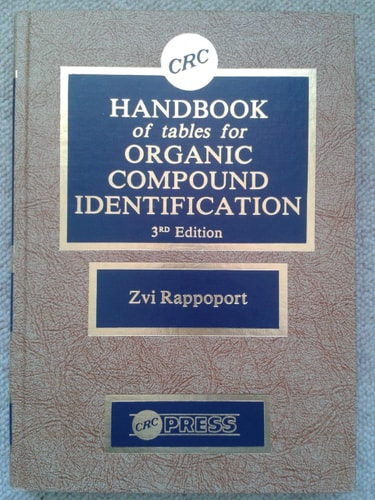 CRC
HANDBOOK
of tables for
ORGANIC
COMPOUND
IDENTIFICATION
3RD Edition
Zvi Rappoport
CRC PRESS